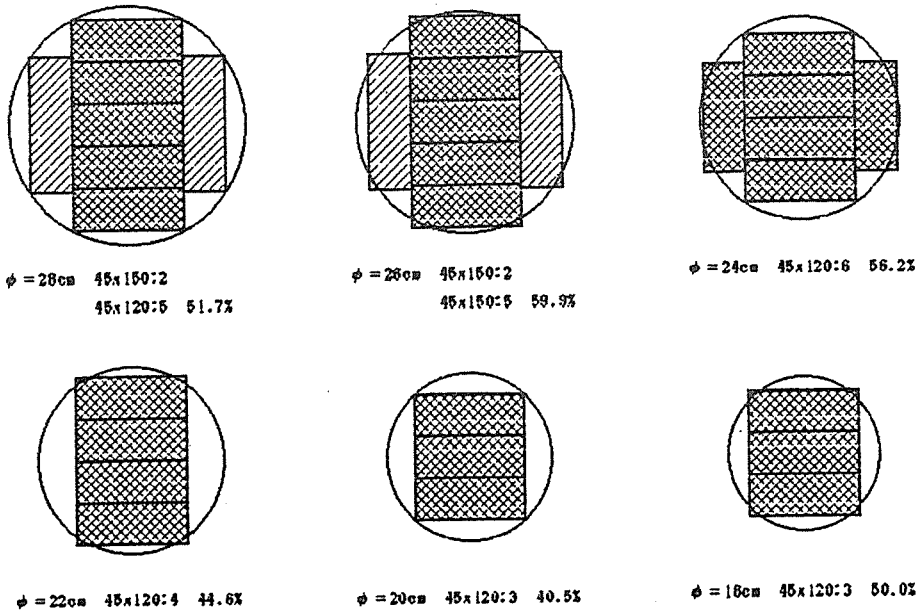 φ=28cm 45x150:2
45x120:5 51.7%
φ=26cm 45x150:2
45x150:5 59.9%
φ=24cm 45x120:6 56.2%
φ=22cm 45x120:4 44.6%
φ=20cm 45x120:3 40.5%
φ=18cm 45x120:3 50.0%